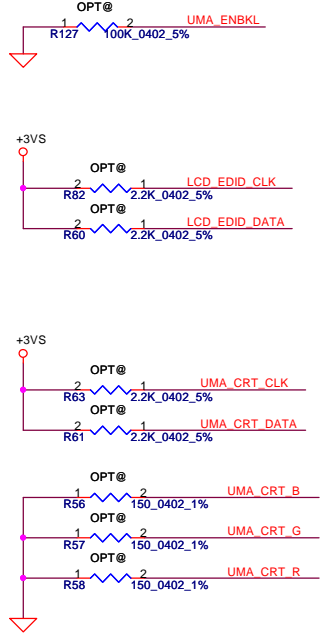 OPT@
1 2 UMA_ENBKL
R127 100K_0402_5%
+3VS
OPT@
2 1 LCD_EDID_CLK
R82 2.2K_0402_5%
OPT@
2 1 LCD_EDID_DATA
R60 2.2K_0402_5%
+3VS
OPT@
2 1 UMA_CRT_CLK
R63 2.2K_0402_5%
OPT@
2 1 UMA_CRT_DATA
R61 2.2K_0402_5%
OPT@
1 2 UMA_CRT_B
R56 150_0402_1%
OPT@
1 2 UMA_CRT_G
R57 150_0402_1%
OPT@
1 2 UMA_CRT_R
R58 150_0402_1%